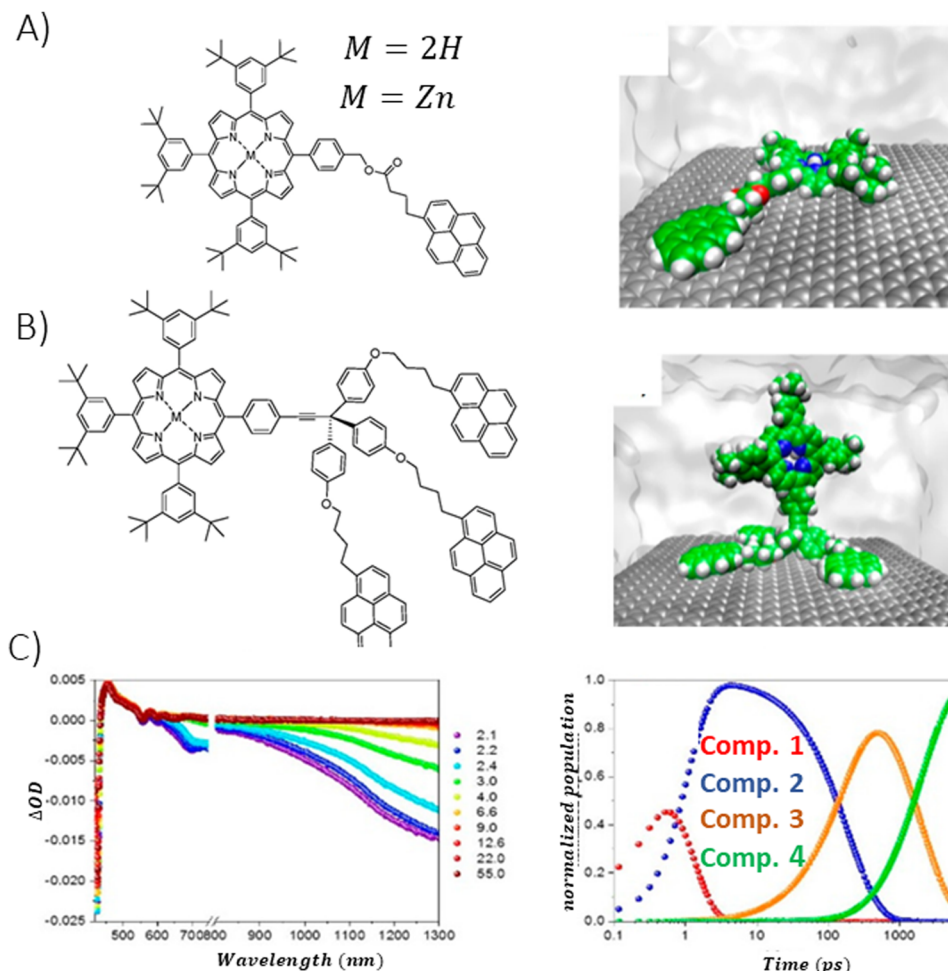 A)
M = 2H
M = Zn
N N
M
N N
O
O
B)
O
N N
M
N N
O
O
C)
ΔOD
0.005
0.000
-0.005
-0.010
-0.015
-0.020
-0.025
500 600 700 800 900 1000 1100 1200 1300
Wavelength (nm)
2.1
2.2
2.4
3.0
4.0
6.6
9.0
12.6
22.0
55.0
normalized population
1.0
0.8
0.6
0.4
0.2
0.0
Comp. 1
Comp. 2
Comp. 3
Comp. 4
0.1 1 10 100 1000
Time (ps)